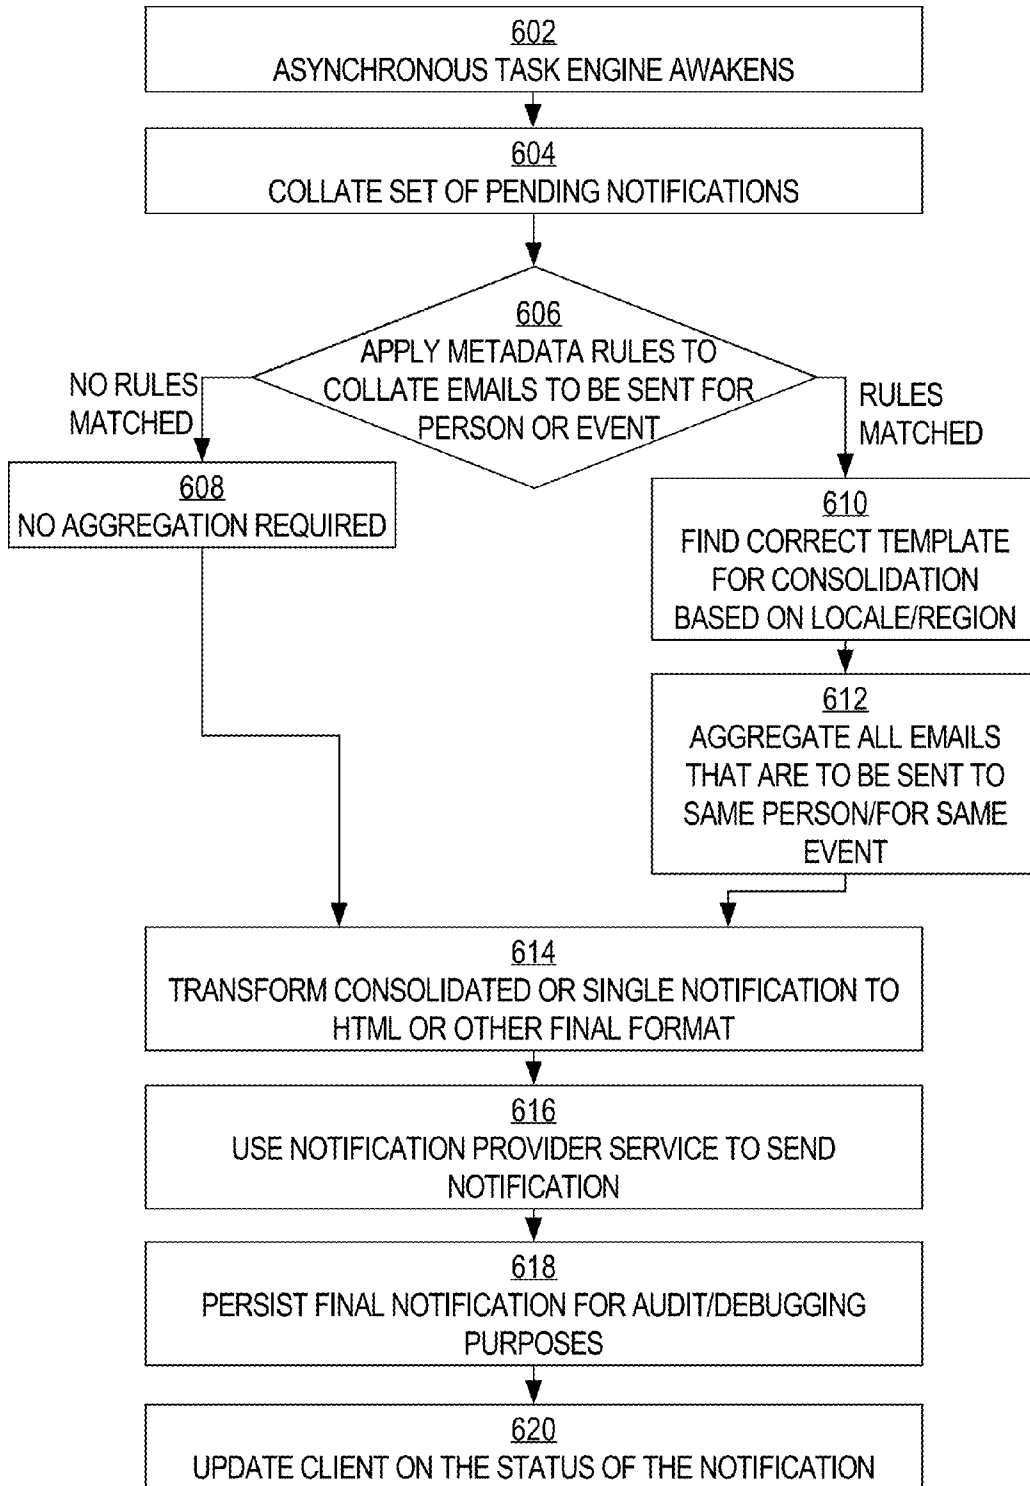 602
ASYNCHRONOUS TASK ENGINE AWAKENS
604
COLLATE SET OF PENDING NOTIFICATIONS
606
APPLY METADATA RULES TO
COLLATE EMAILS TO BE SENT FOR
PERSON OR EVENT
NO RULES
MATCHED
RULES
MATCHED
608
NO AGGREGATION REQUIRED
610
FIND CORRECT TEMPLATE
FOR CONSOLIDATION
BASED ON LOCALE/REGION
612
AGGREGATE ALL EMAILS
THAT ARE TO BE SENT TO
SAME PERSON/FOR SAME
EVENT
614
TRANSFORM CONSOLIDATED OR SINGLE NOTIFICATION TO
HTML OR OTHER FINAL FORMAT
616
USE NOTIFICATION PROVIDER SERVICE TO SEND
NOTIFICATION
618
PERSIST FINAL NOTIFICATION FOR AUDIT/DEBUGGING
PURPOSES
620
UPDATE CLIENT ON THE STATUS OF THE NOTIFICATION